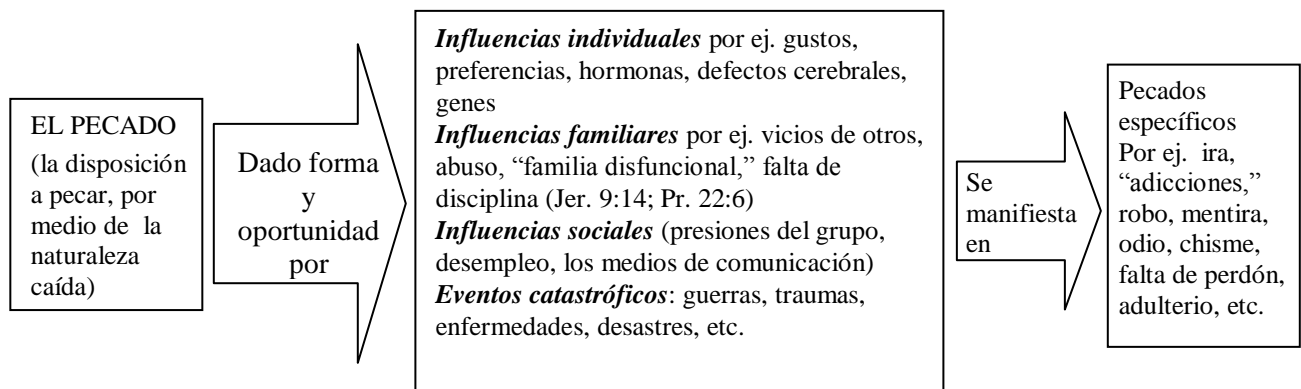 EL PECADO
(la disposición
a pecar, por
medio de la
naturaleza
caída)
Dado forma
y
oportunidad
por
Influencias individuales por ej. gustos,
preferencias, hormonas, defectos cerebrales,
genes
Influencias familiares por ej. vicios de otros,
abuso, “familia disfuncional,” falta de
disciplina (Jer. 9:14; Pr. 22:6)
Influencias sociales (presiones del grupo,
desempleo, los medios de comunicación)
Eventos catastróficos: guerras, traumas,
enfermedades, desastres, etc.
Se
manifiesta
en
Pecados
específicos
Por ej. ira,
“adicciones,”
robo, mentira,
odio, chisme,
falta de perdón,
adulterio, etc.